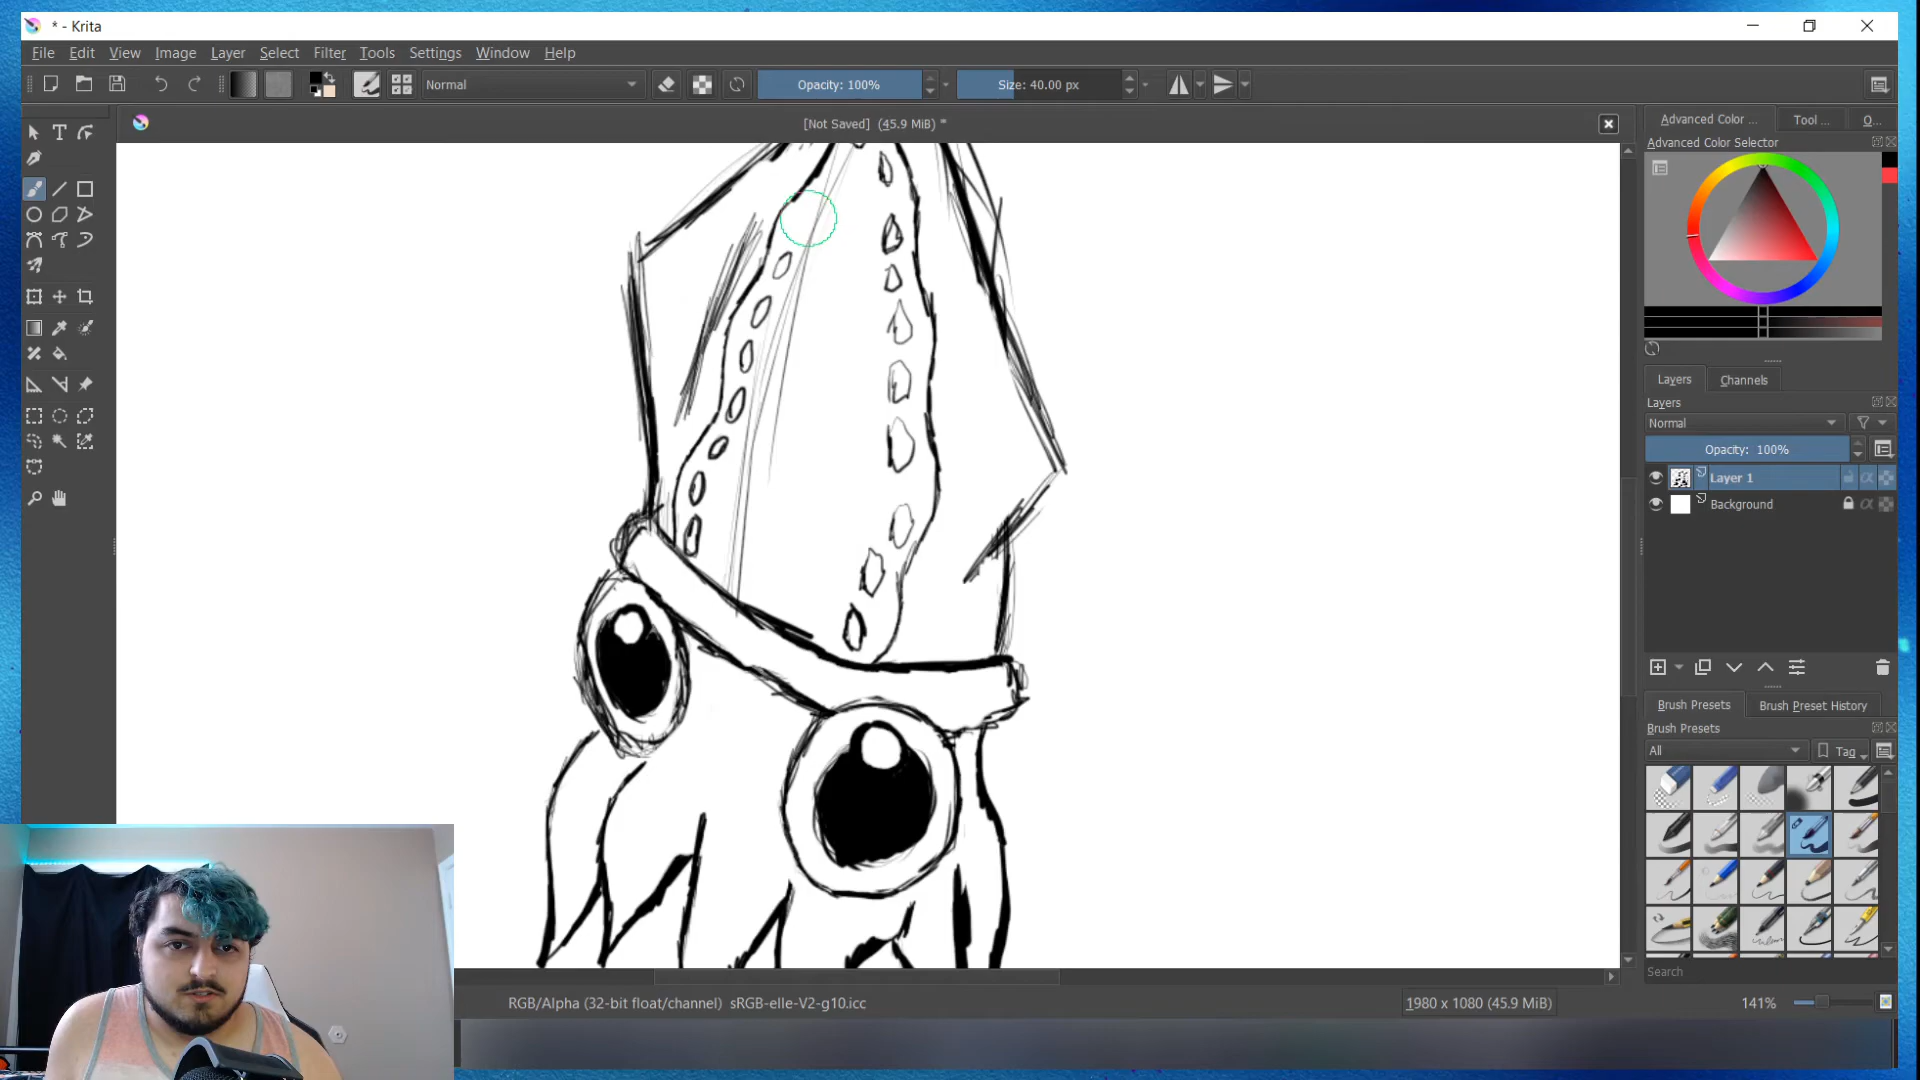 * - Krita
File Edit View Image Layer Select Filter Tools Settings Window Help
Normal
Opacity: 100%
Size: 40.00 px
[Not Saved] (45.9 MiB) *
Advanced Color ...
Tool ...
O...
Advanced Color Selector
Layers
Channels
Layers
Normal
Opacity: 100%
Layer 1
Background
Brush Presets
Brush Preset History
Brush Presets
All
Tag
Search
RGB/Alpha (32-bit float/channel) sRGB-elle-V2-g10.icc
1980 x 1080 (45.9 MiB)
141%